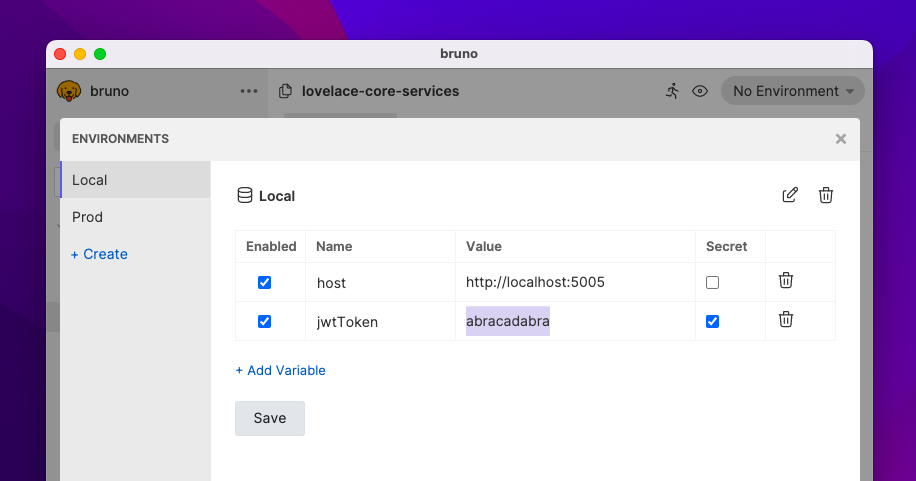 bruno
bruno
lovelace-core-services
No Environment
ENVIRONMENTS
Local
Prod
+ Create
Local
Enabled Name Value Secret
host http://localhost:5005
jwtToken abracadabra
+ Add Variable
Save